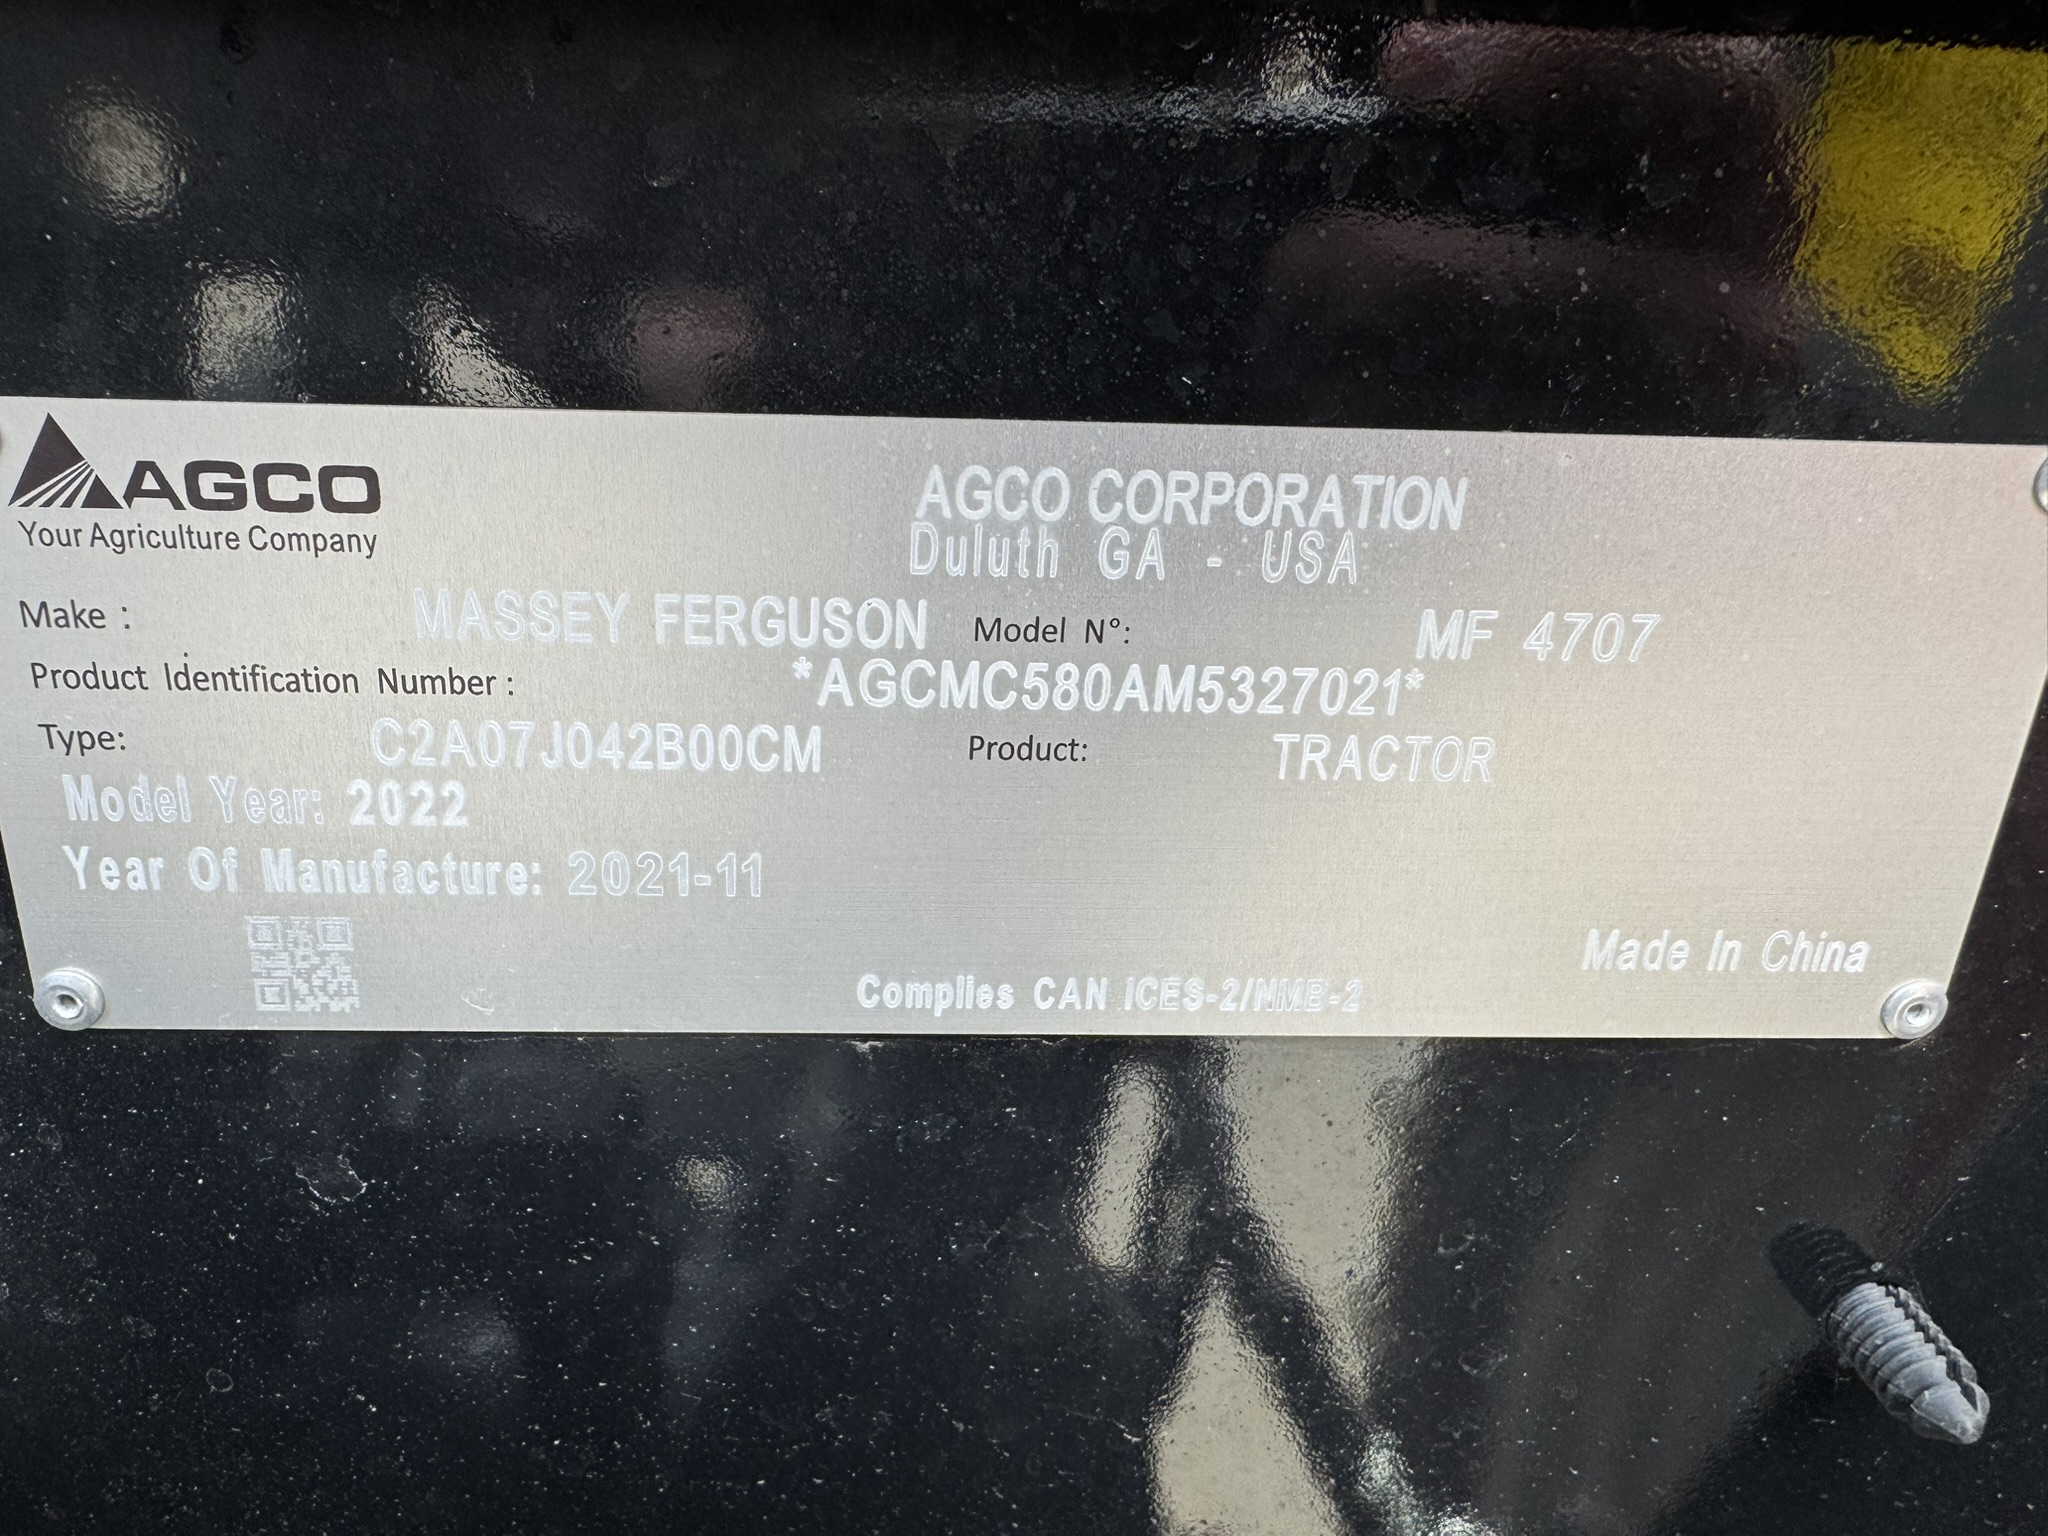 AGCO
Your Agriculture Company
AGCO CORPORATION
Duluth GA - USA
Make : MASSEY FERGUSON Model N°: MF 4707
Product Identification Number : *AGCMC580AM5327021*
Type: C2A07J042B00CM Product: TRACTOR
Model Year: 2022
Year Of Manufacture: 2021-11
Made In China
Complies CAN ICES-2/NMB-2